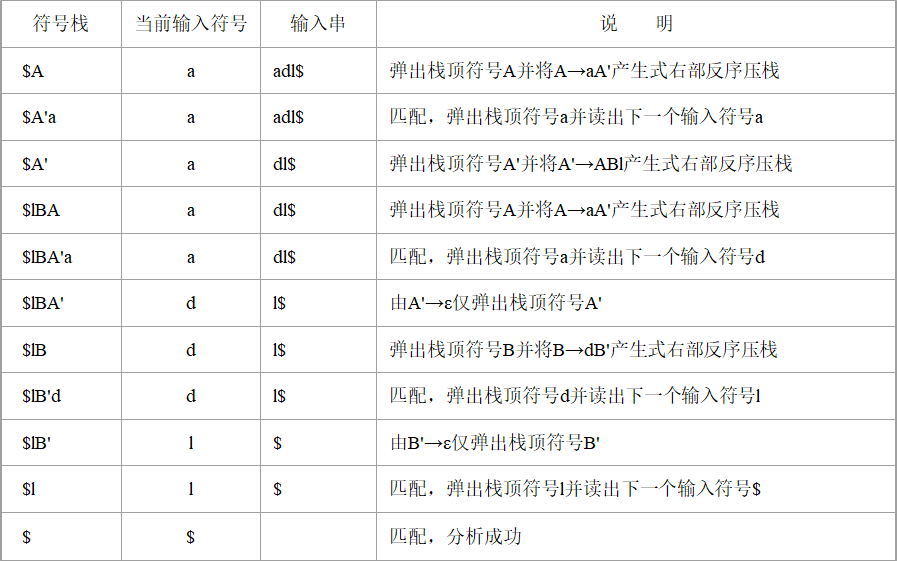 符号栈 当前输入符号 输入串 说 明
$A a adl$ 弹出栈顶符号A并将A→aA'产生式右部反序压栈
$A'a a adl$ 匹配，弹出栈顶符号a并读出下一个输入符号a
$A' a dl$ 弹出栈顶符号A'并将A'→ABl产生式右部反序压栈
$lBA a dl$ 弹出栈顶符号A并将A→aA'产生式右部反序压栈
$lBA'a a dl$ 匹配，弹出栈顶符号a并读出下一个输入符号d
$lBA' d l$ 由A'→ε仅弹出栈顶符号A'
$lB d l$ 弹出栈顶符号B并将B→dB'产生式右部反序压栈
$lB'd d l$ 匹配，弹出栈顶符号d并读出下一个输入符号l
$lB' l $ 由B'→ε仅弹出栈顶符号B'
$l l $ 匹配，弹出栈顶符号l并读出下一个输入符号$
$ $ 匹配，分析成功